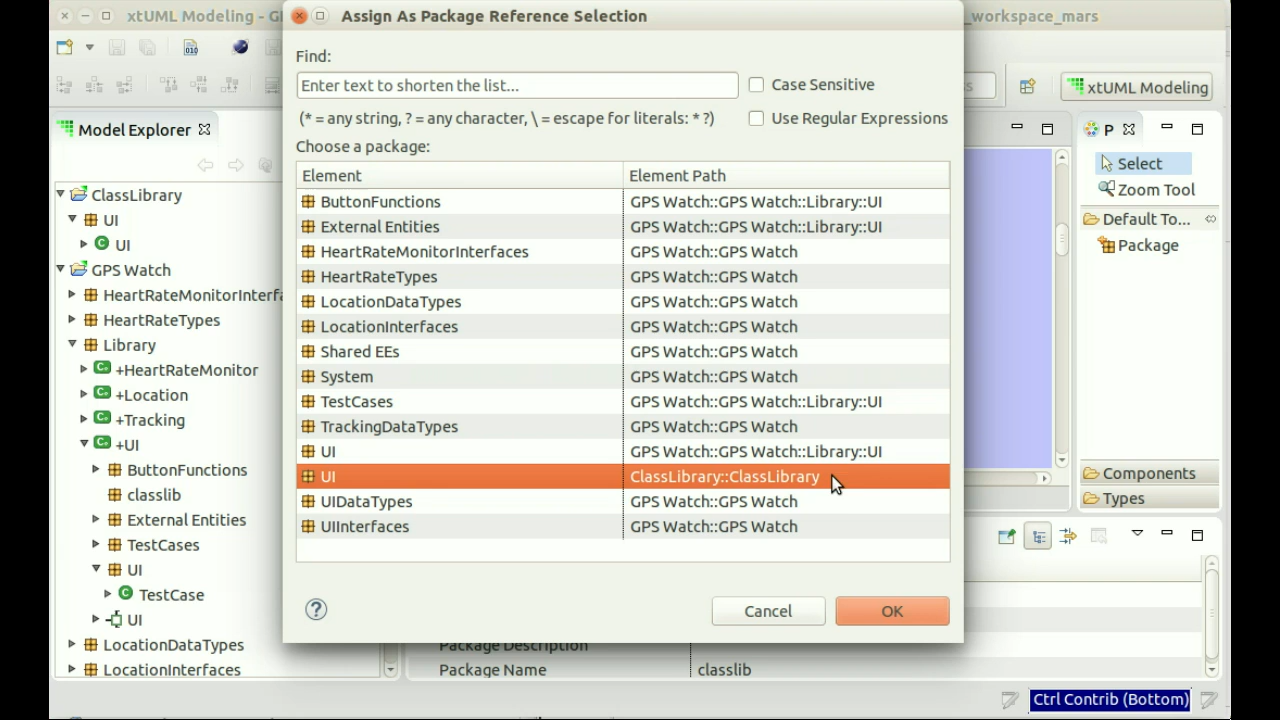 xtUML Modeling - G
Assign As Package Reference Selection
_workspace_mars
Find:
Enter text to shorten the list...
Case Sensitive
(* = any string, ? = any character, \ = escape for literals: * ?)
Use Regular Expressions
xtUML Modeling
Choose a package:
Element Element Path
ButtonFunctions GPS Watch::GPS Watch::Library::UI
External Entities GPS Watch::GPS Watch::Library::UI
HeartRateMonitorInterfaces GPS Watch::GPS Watch
HeartRateTypes GPS Watch::GPS Watch
LocationDataTypes GPS Watch::GPS Watch
LocationInterfaces GPS Watch::GPS Watch
Shared EEs GPS Watch::GPS Watch
System GPS Watch::GPS Watch
TestCases GPS Watch::GPS Watch::Library::UI
TrackingDataTypes GPS Watch::GPS Watch
UI GPS Watch::GPS Watch::Library::UI
UI ClassLibrary::ClassLibrary
UIDataTypes GPS Watch::GPS Watch
UIInterfaces GPS Watch::GPS Watch
Cancel
OK
Model Explorer
ClassLibrary
UI
UI
GPS Watch
HeartRateMonitorInterfa
HeartRateTypes
Library
+HeartRateMonitor
+Location
+Tracking
+UI
ButtonFunctions
classlib
External Entities
TestCases
UI
TestCase
UI
LocationDataTypes
LocationInterfaces
P
Select
Zoom Tool
Default To...
Package
Components
Types
Package Description
Package Name classlib
Ctrl Contrib (Bottom)